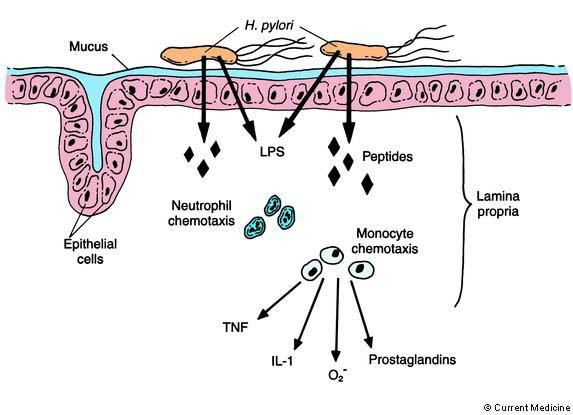 H. pylori
Mucus
LPS
Peptides
Neutrophil
chemotaxis
Lamina
propria
Monocyte
chemotaxis
Epithelial
cells
TNF
IL-1
O₂⁻
Prostaglandins
© Current Medicine